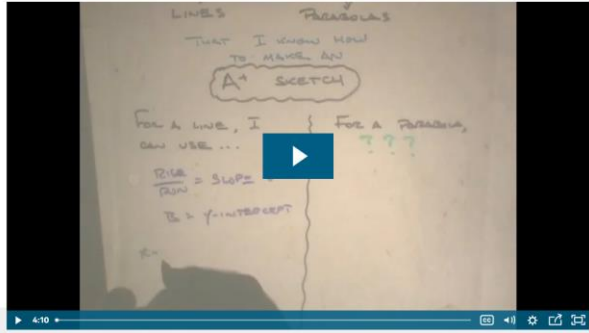 LINES PARABOLAS
THAT I KNOW HOW
TO MAKE AN
A+ SKETCH
FOR A LINE, I
CAN USE ...
RISE
RUN = SLOPE
y-INTERCEPT
FOR A PARABOLA,
? ? ?
4:10
CC